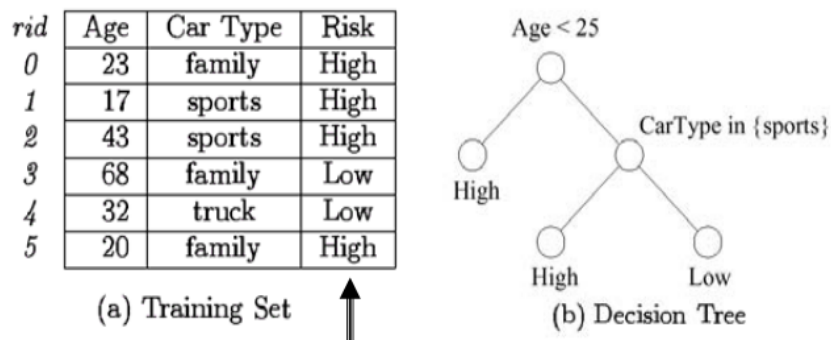 rid Age Car Type Risk
0 23 family High
1 17 sports High
2 43 sports High
3 68 family Low
4 32 truck Low
5 20 family High
(a) Training Set
Age < 25
CarType in {sports}
High
High Low
(b) Decision Tree